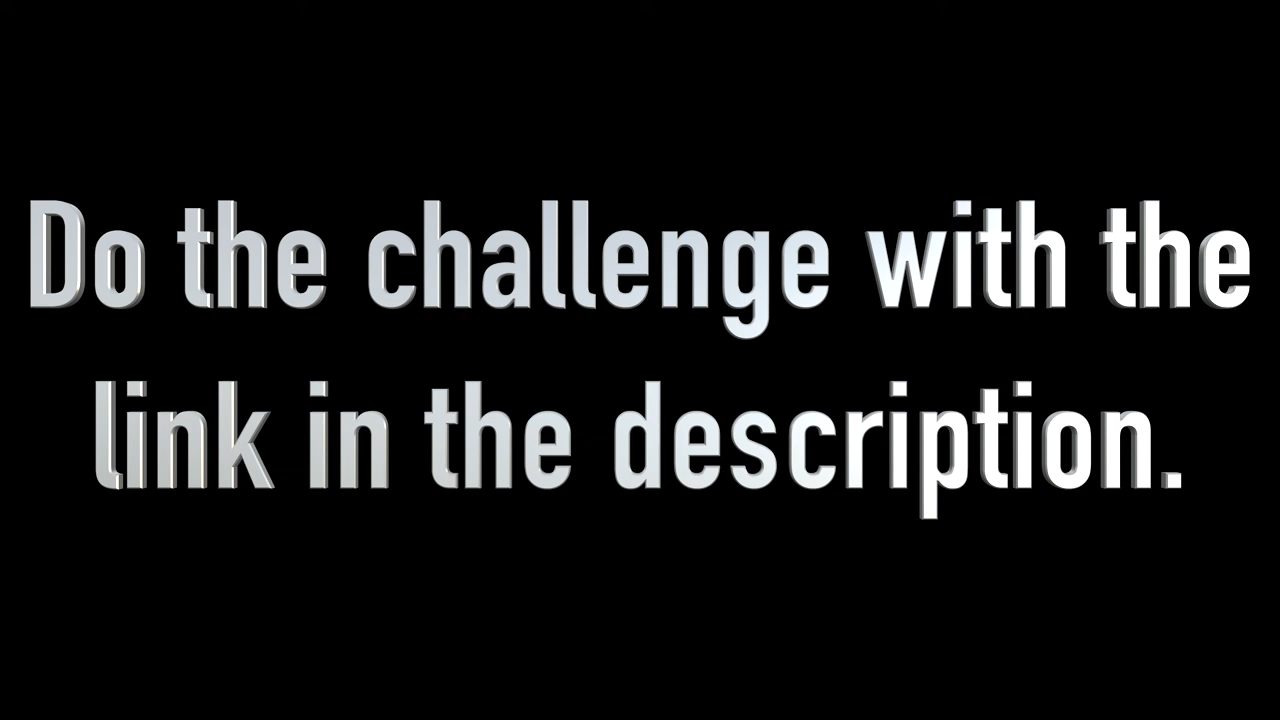 Do the challenge with the
link in the description.